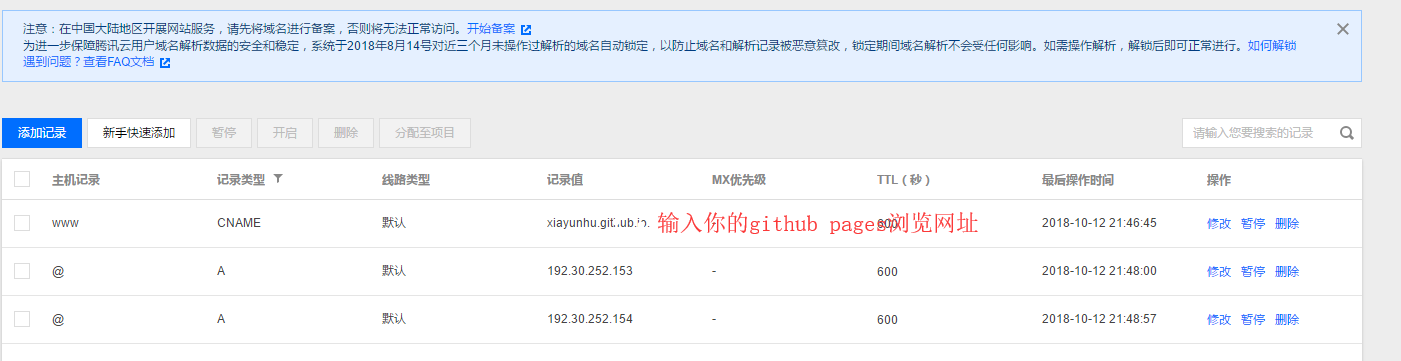 注意：在中国大陆地区开展网站服务，请先将域名进行备案，否则将无法正常访问。开始备案
为进一步保障腾讯云用户域名解析数据的安全和稳定，系统于2018年8月14号对近三个月未操作过解析的域名自动锁定，以防止域名和解析记录被恶意篡改，锁定期间域名解析不会受任何影响。如需操作解析，解锁后即可正常进行。如何解锁
遇到问题？查看FAQ文档
添加记录 新手快速添加 暂停 开启 删除 分配至项目 请输入您要搜索的记录
主机记录 记录类型 线路类型 记录值 MX优先级 TTL（秒） 最后操作时间 操作
www CNAME 默认 xiayunhu.github.io. 输入你的github pages浏览网址 600 2018-10-12 21:46:45 修改 暂停 删除
@ A 默认 192.30.252.153 - 600 2018-10-12 21:48:00 修改 暂停 删除
@ A 默认 192.30.252.154 - 600 2018-10-12 21:48:57 修改 暂停 删除